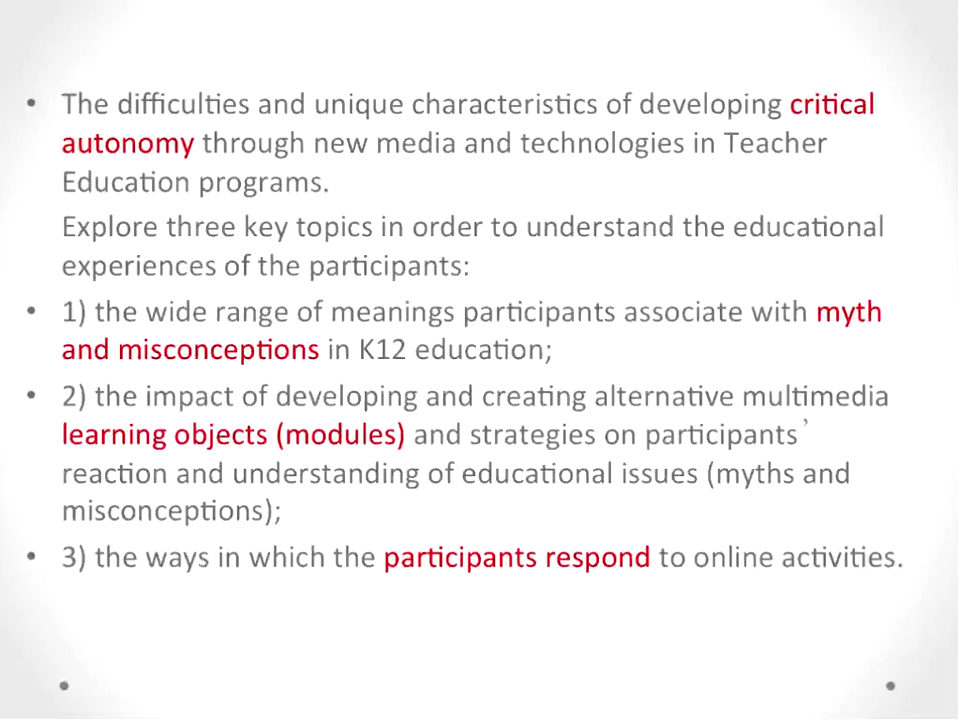 • The difficulties and unique characteristics of developing critical
autonomy through new media and technologies in Teacher
Education programs.
Explore three key topics in order to understand the educational
experiences of the participants:
• 1) the wide range of meanings participants associate with myth
and misconceptions in K12 education;
• 2) the impact of developing and creating alternative multimedia
learning objects (modules) and strategies on participants’
reaction and understanding of educational issues (myths and
misconceptions);
• 3) the ways in which the participants respond to online activities.